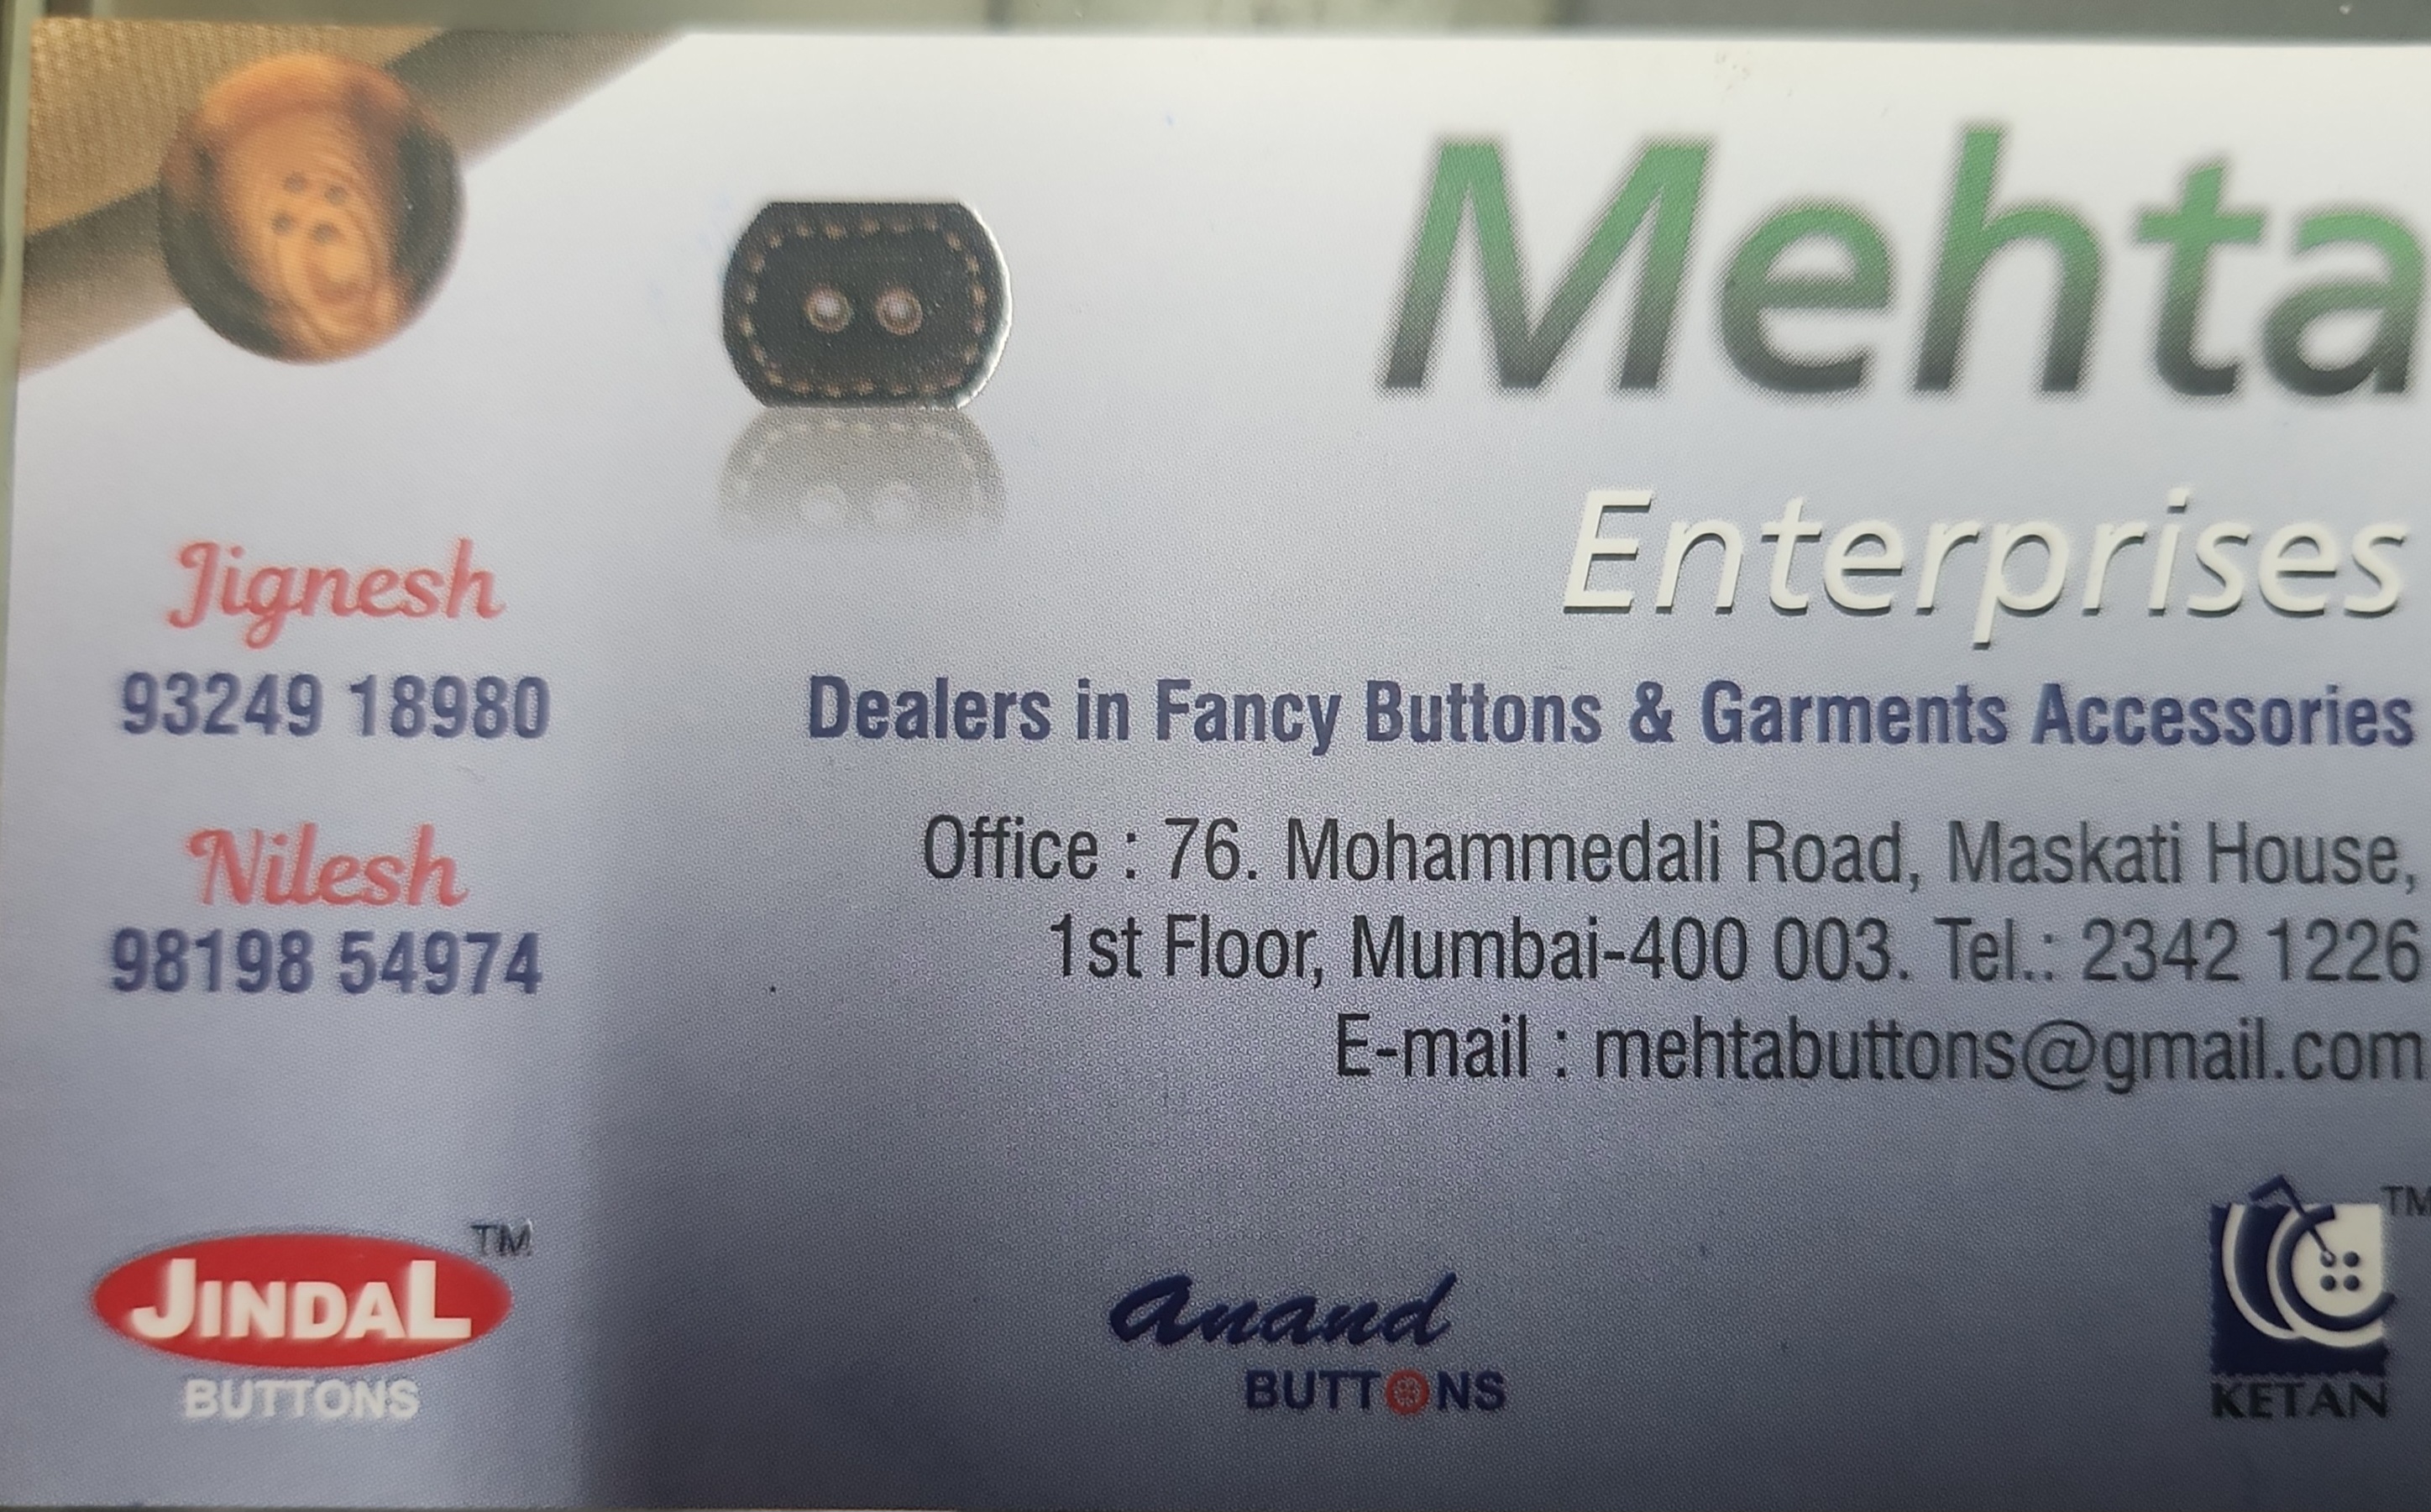 Mehta
Enterprises
Jignesh
93249 18980
Dealers in Fancy Buttons & Garments Accessories
Nilesh
98198 54974
Office : 76. Mohammedali Road, Maskati House,
1st Floor, Mumbai-400 003. Tel.: 2342 1226
E-mail : mehtabuttons@gmail.com
JINDAL TM
BUTTONS
Anand
BUTTONS
TM
KETAN